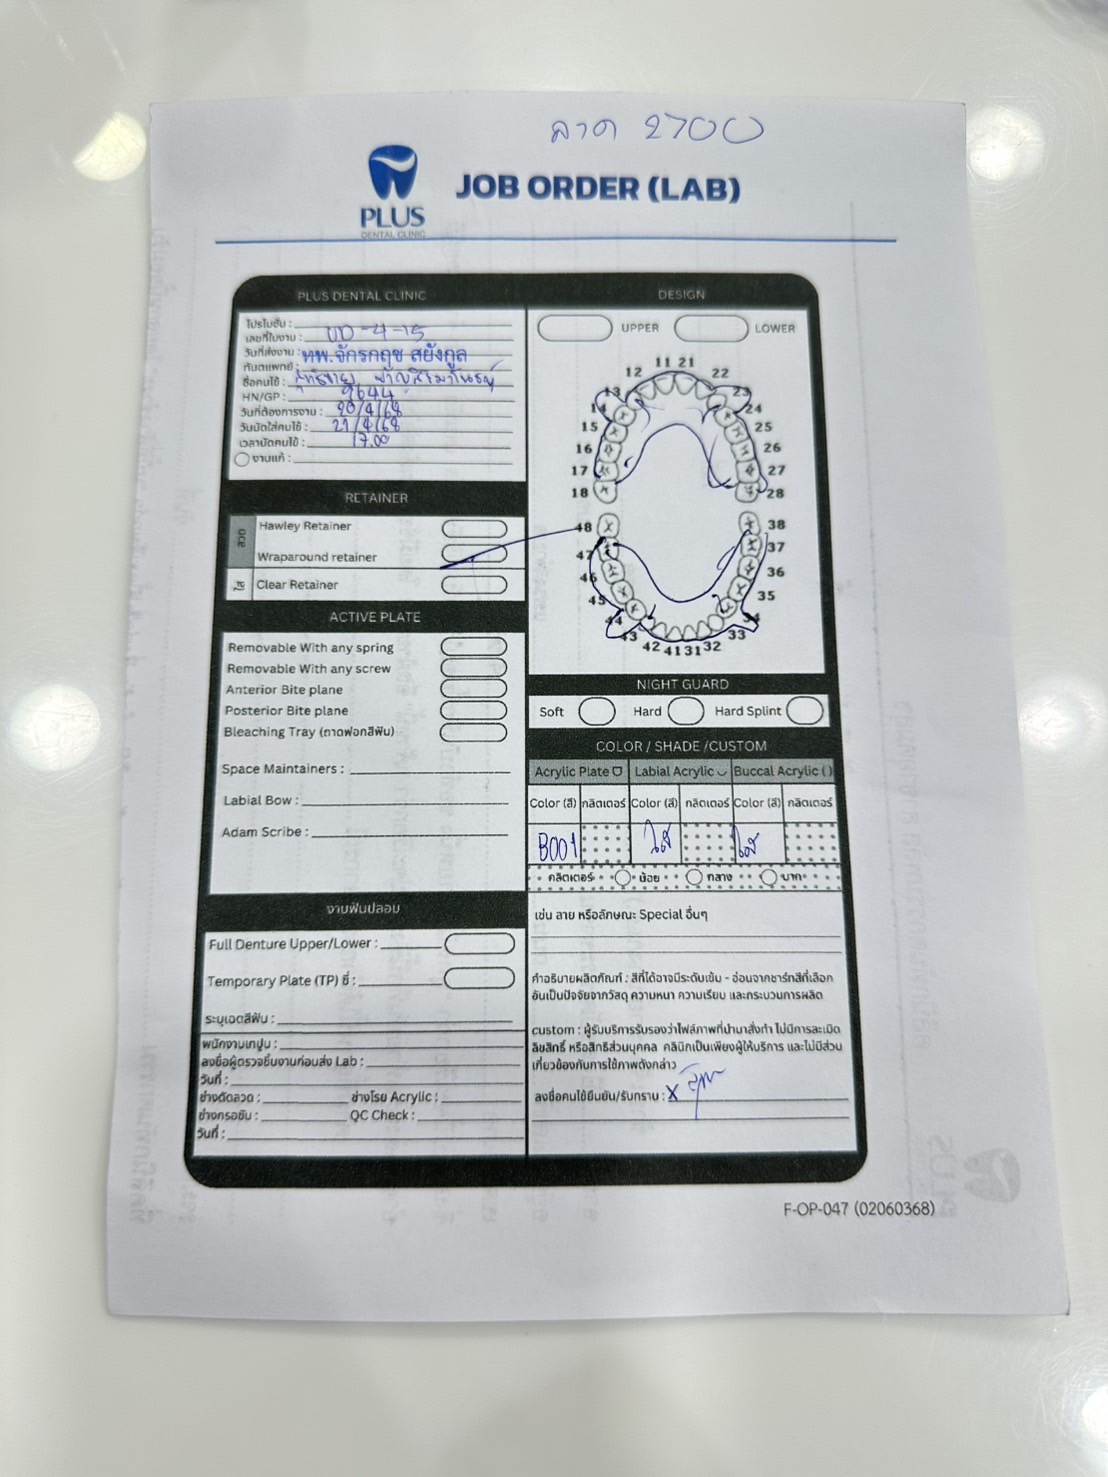 ลาด 2700
PLUS
DENTAL CLINIC
JOB ORDER (LAB)
PLUS DENTAL CLINIC
โปรโมชั่น :
เลขที่ใบงาน : UD-4-15
วันที่ส่งงาน :
ทันตแพทย์ : ทพ.จักรกฤช สยังกูล
ชื่อคนไข้ :
HN/GP : 9644
วันที่ต้องการงาน : 20/4/68
วันนัดใส่คนไข้ : 21/4/68
เวลานัดคนไข้ : 17.00
งานแก้ :
RETAINER
ลวด
Hawley Retainer
Wraparound retainer
ใส
Clear Retainer
ACTIVE PLATE
Removable With any spring
Removable With any screw
Anterior Bite plane
Posterior Bite plane
Bleaching Tray (ถาดฟอกสีฟัน)
Space Maintainers :
Labial Bow :
Adam Scribe :
งานฟันปลอม
Full Denture Upper/Lower :
Temporary Plate (TP) ซี่ :
ระบุเฉดสีฟัน :
พนักงานเทปูน :
ลงชื่อผู้ตรวจชิ้นงานก่อนส่ง Lab :
วันที่ :
ช่างดัดลวด : ช่างโรย Acrylic :
ช่างกรอขัด : QC Check :
วันที่ :
DESIGN
UPPER LOWER
11 21
12 22
13 23
14 24
15 25
16 26
17 27
18 28
48 38
47 37
46 36
45 35
44 34
43 33
42 41 31 32
NIGHT GUARD
Soft Hard Hard Splint
COLOR / SHADE /CUSTOM
Acrylic Plate Labial Acrylic Buccal Acrylic ( )
Color (สี) กลิตเตอร์ Color (สี) กลิตเตอร์ Color (สี) กลิตเตอร์
B001 ใส ใส
กลิตเตอร์ น้อย กลาง มาก
เช่น ลาย หรือลักษณะ Special อื่นๆ
คำอธิบายผลิตภัณฑ์ : สีที่ได้อาจมีระดับเข้ม - อ่อนจากชาร์ทสีที่เลือก
อันเป็นปัจจัยจากวัสดุ ความหนา ความเรียบ และกระบวนการผลิต
custom : ผู้รับบริการรับรองว่าไฟล์ภาพที่นำมาสั่งทำ ไม่มีการละเมิด
ลิขสิทธิ์ หรือสิทธิส่วนบุคคล คลินิกเป็นเพียงผู้ให้บริการ และไม่มีส่วน
เกี่ยวข้องกับการใช้ภาพดังกล่าว
ลงชื่อคนไข้ยืนยัน/รับทราบ : X
F-OP-047 (02060368)